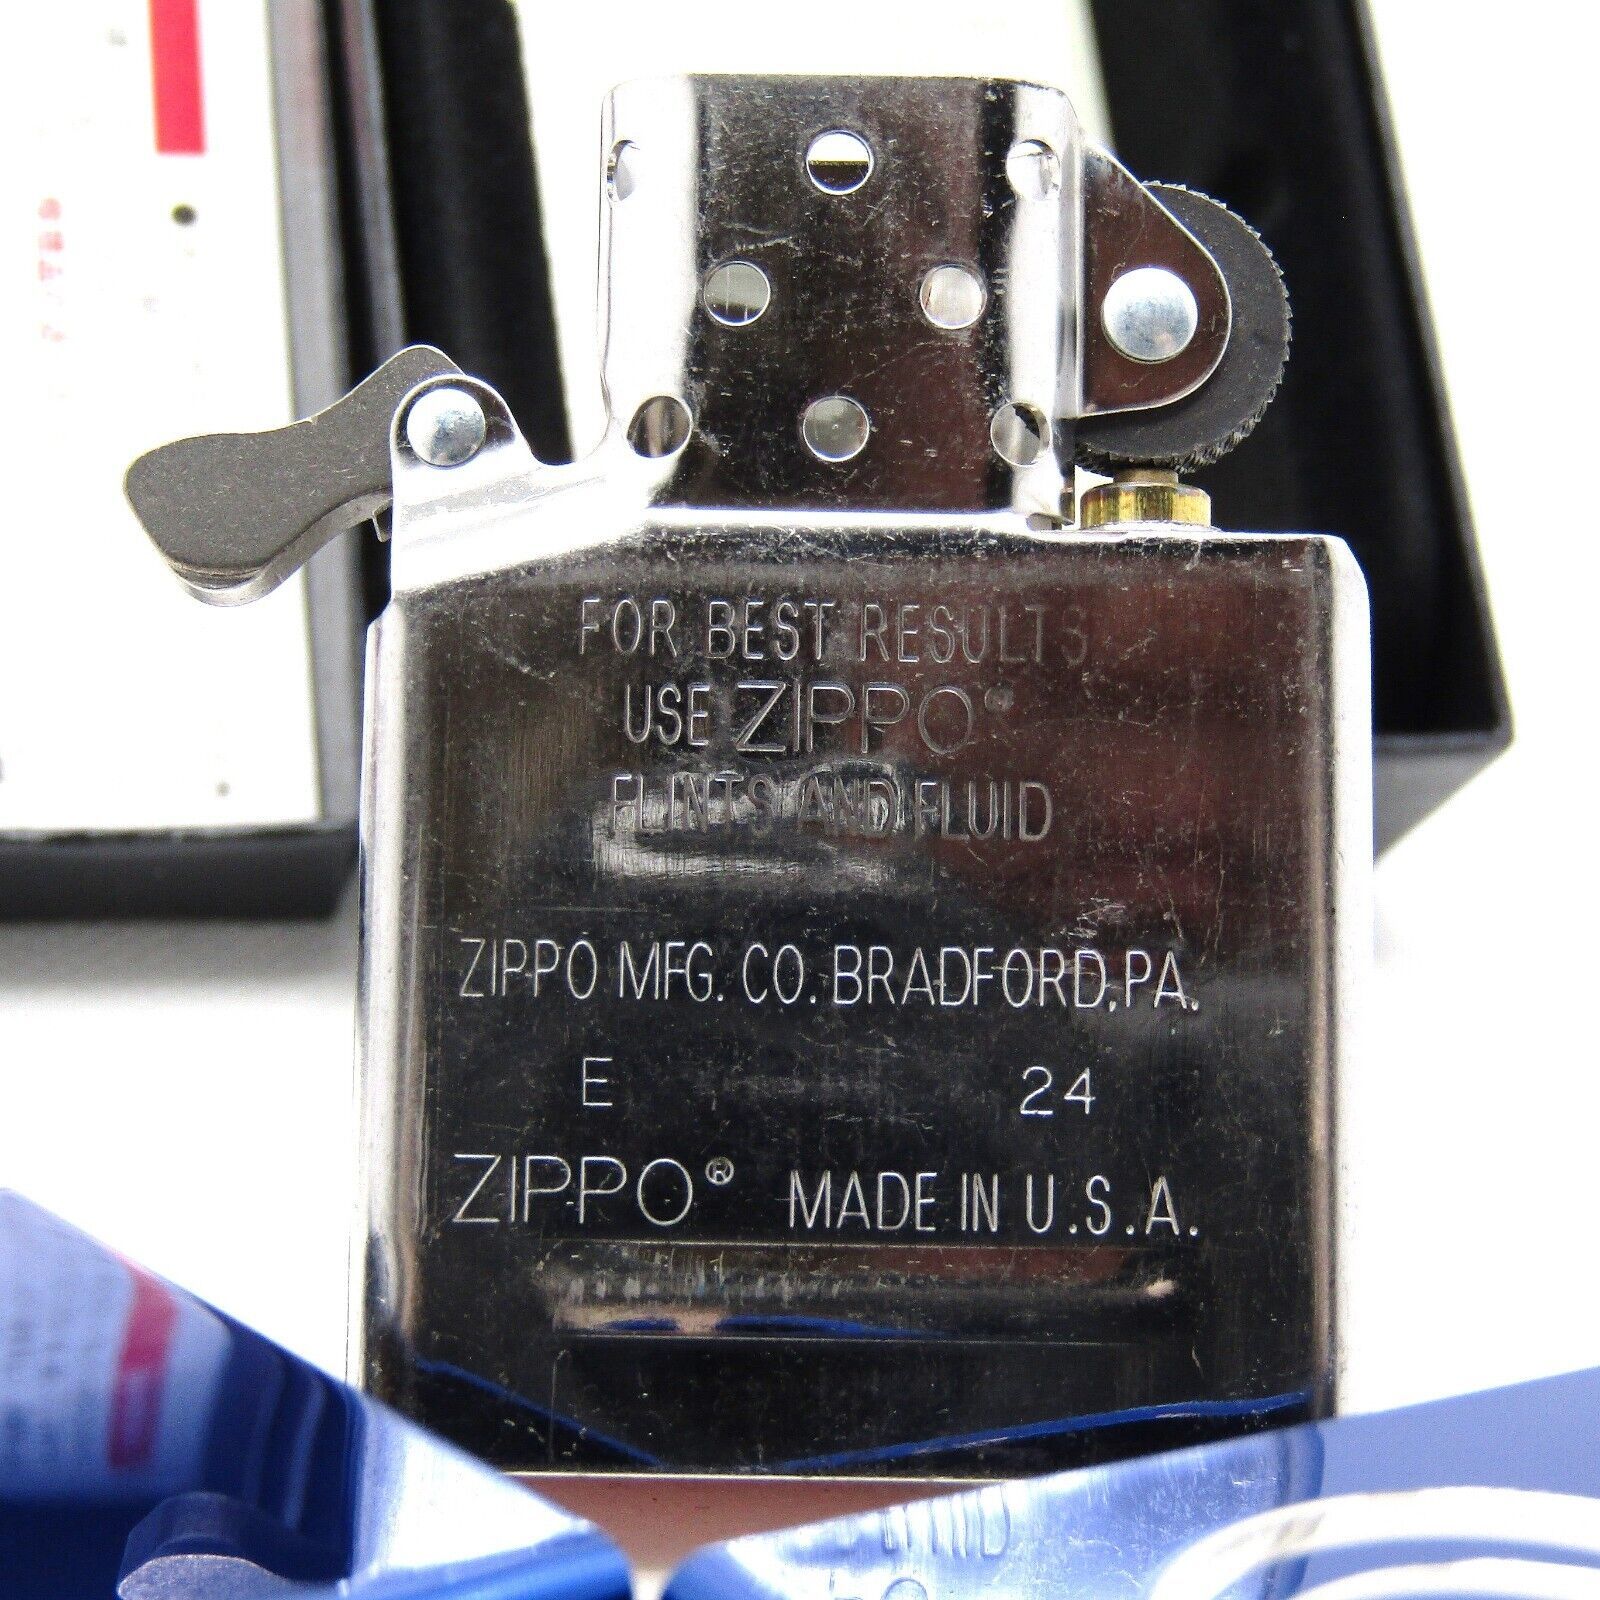 FOR BEST RESULTS
USE ZIPPO®
FLINTS AND FLUID
ZIPPO MFG. CO. BRADFORD, PA.
E 24
ZIPPO® MADE IN U.S.A.